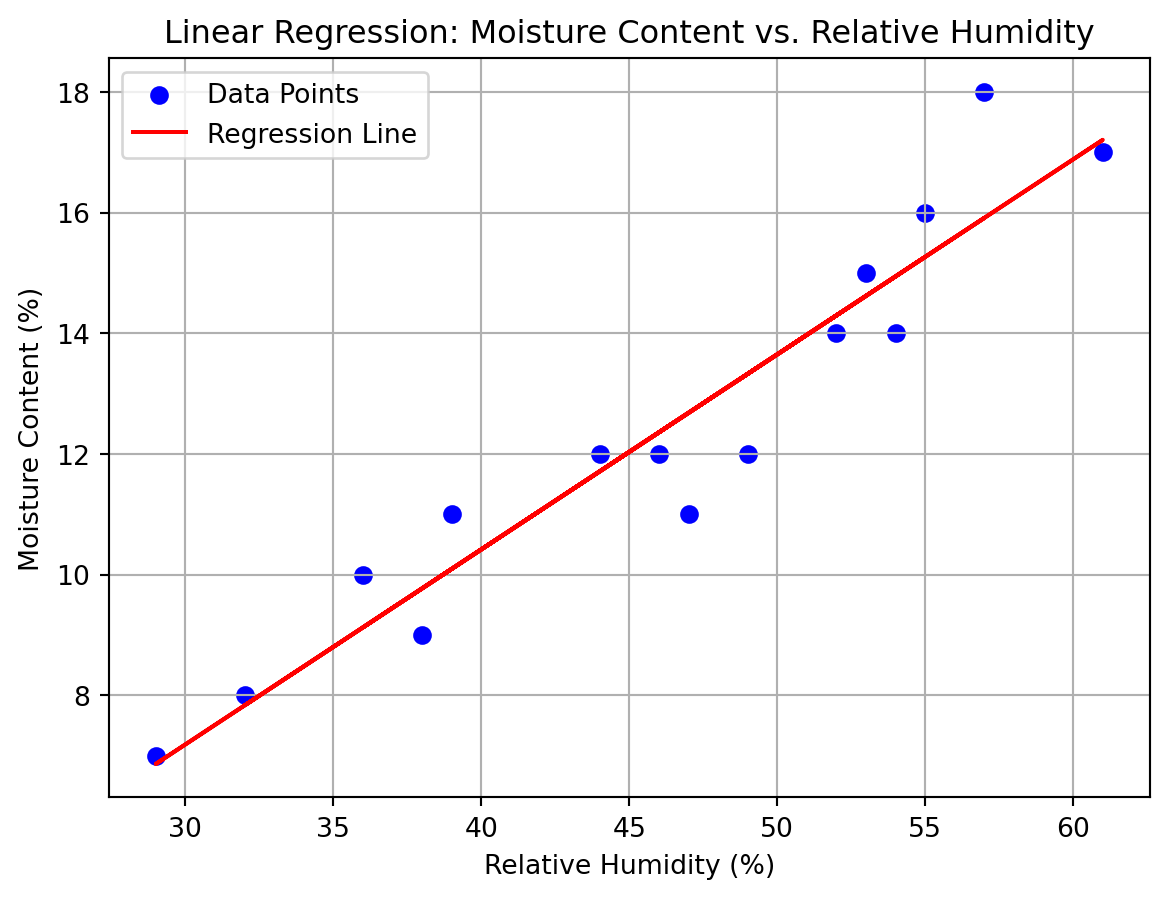 Linear Regression: Moisture Content vs. Relative Humidity
Data Points
Regression Line
18
16
14
12
10
8
Moisture Content (%)
30 35 40 45 50 55 60
Relative Humidity (%)